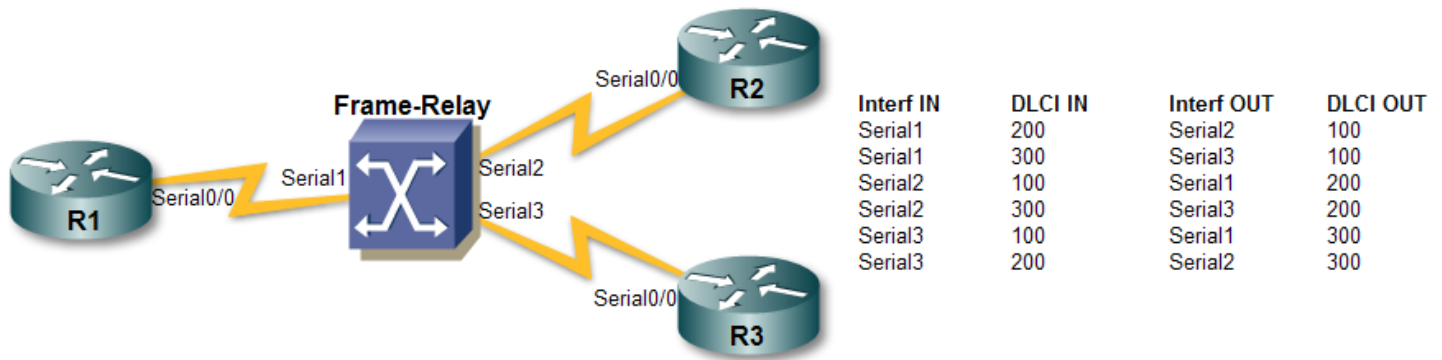 Frame-Relay
R1
Serial0/0
Serial1
Serial2
Serial3
Serial0/0
R2
Serial0/0
R3
Interf IN DLCI IN Interf OUT DLCI OUT
Serial1 200 Serial2 100
Serial1 300 Serial3 100
Serial2 100 Serial1 200
Serial2 300 Serial3 200
Serial3 100 Serial1 300
Serial3 200 Serial2 300